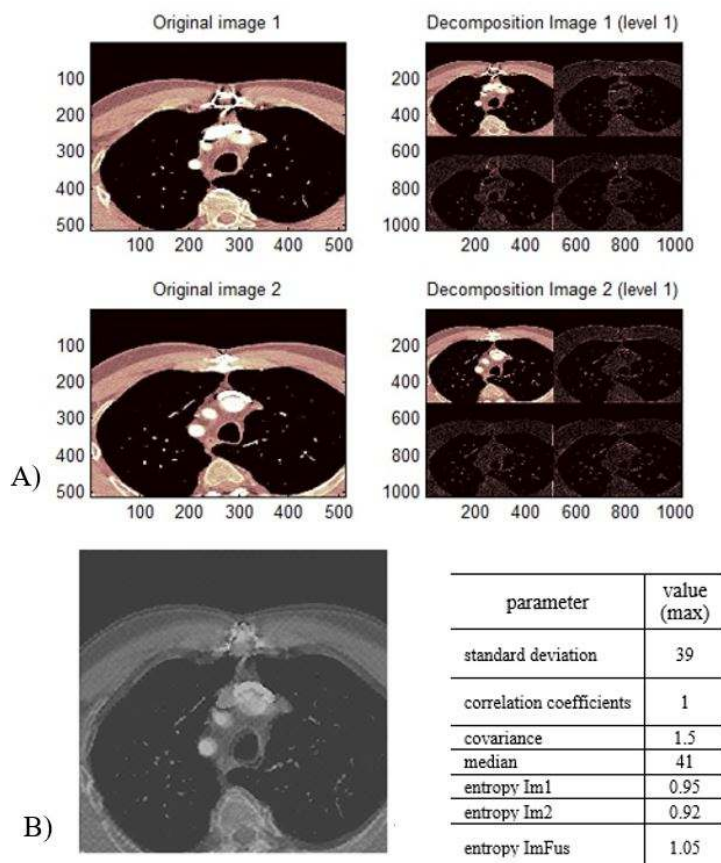 Original image 1
Decomposition Image 1 (level 1)
100
200
300
400
500
100 200 300 400 500
200
400
600
800
1000
200 400 600 800 1000
Original image 2
Decomposition Image 2 (level 1)
100
200
300
400
500
100 200 300 400 500
200
400
600
800
1000
200 400 600 800 1000
A)
B)
parameter value (max)
standard deviation 39
correlation coefficients 1
covariance 1.5
median 41
entropy Im1 0.95
entropy Im2 0.92
entropy ImFus 1.05